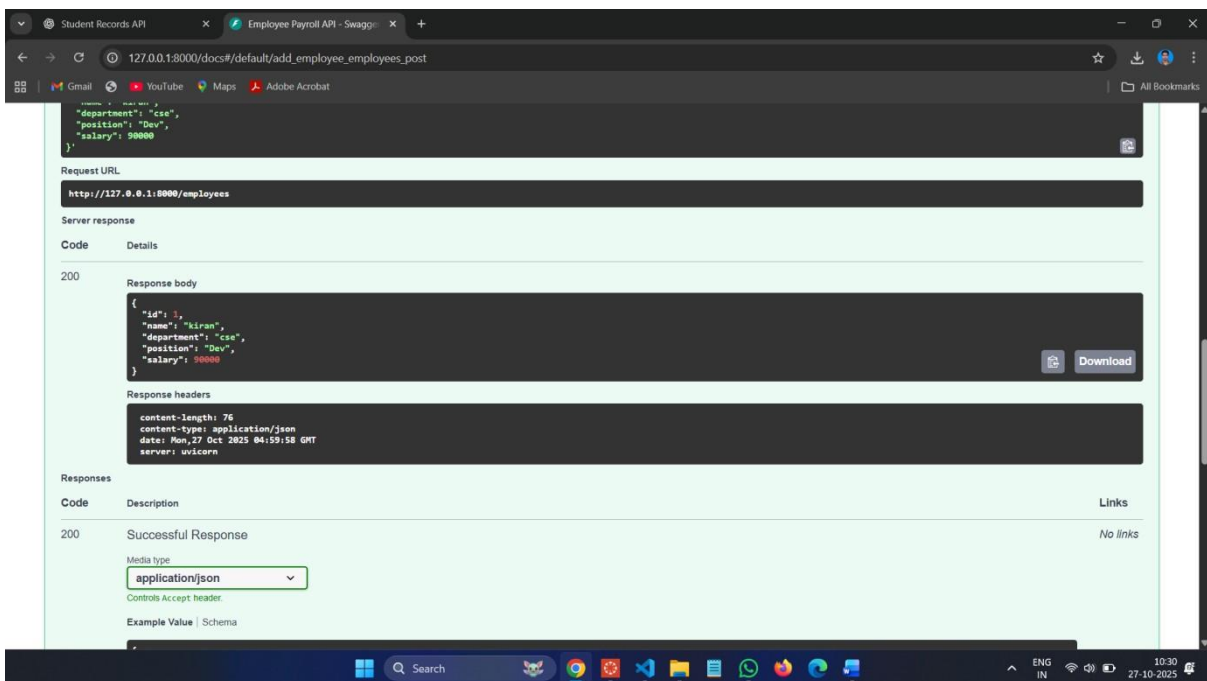 Student Records API
Employee Payroll API - Swagge
127.0.0.1:8000/docs#/default/add_employee_employees_post
Gmail YouTube Maps Adobe Acrobat All Bookmarks
"name": "kiran",
"department": "cse",
"position": "Dev",
"salary": 90000
}'
Request URL
http://127.0.0.1:8000/employees
Server response
Code Details
200
Response body
{
"id": 1,
"name": "kiran",
"department": "cse",
"position": "Dev",
"salary": 90000
}
Download
Response headers
content-length: 76
content-type: application/json
date: Mon,27 Oct 2025 04:59:58 GMT
server: uvicorn
Responses
Code Description Links
200 Successful Response No links
Media type
application/json
Controls Accept header.
Example Value | Schema
{
Search
ENG
IN
10:30
27-10-2025